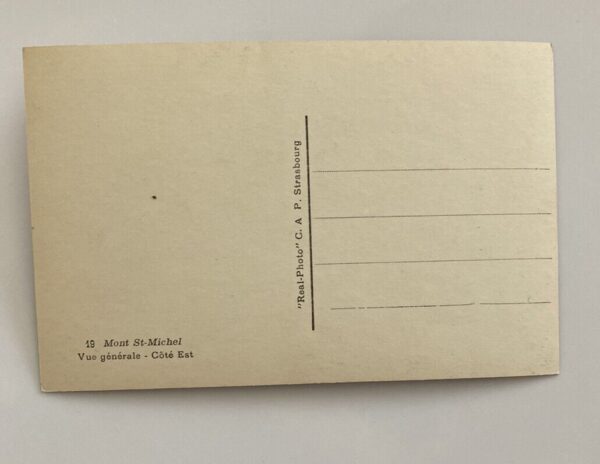 19 Mont St-Michel
Vue générale - Côté Est
"Real-Photo" C. A P. Strasbourg